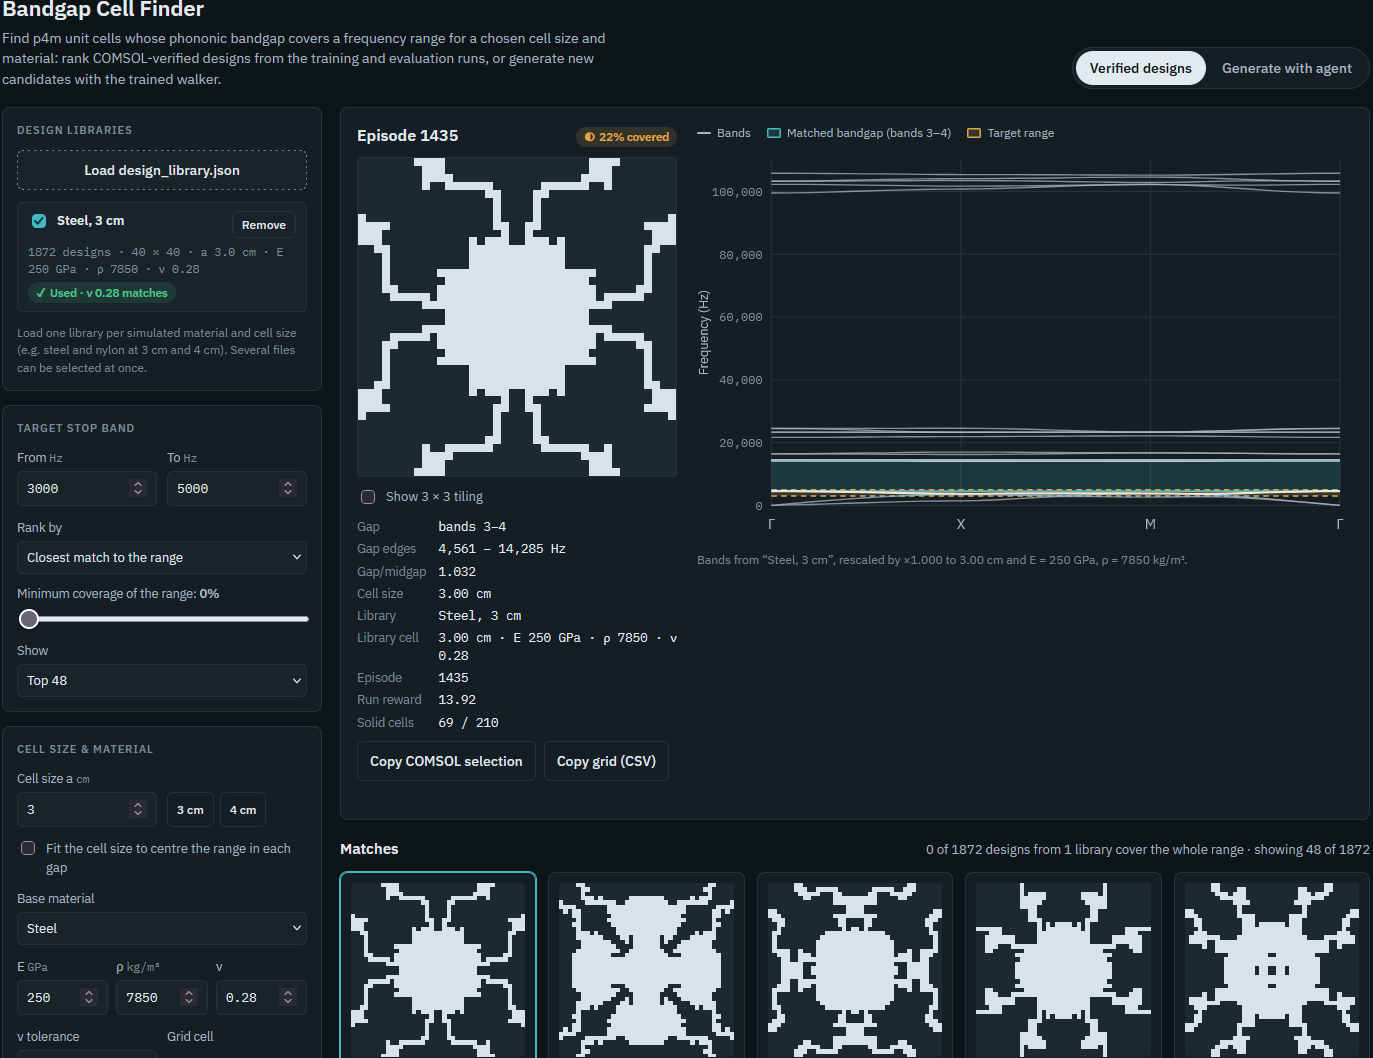 Bandgap Cell Finder
Find p4m unit cells whose phononic bandgap covers a frequency range for a chosen cell size and
material: rank COMSOL-verified designs from the training and evaluation runs, or generate new
candidates with the trained walker.
Verified designs
Generate with agent
DESIGN LIBRARIES
Load design_library.json
Steel, 3 cm
Remove
1872 designs · 40 × 40 · a 3.0 cm · E
250 GPa · ρ 7850 · ν 0.28
✓ Used · ν 0.28 matches
Load one library per simulated material and cell size
(e.g. steel and nylon at 3 cm and 4 cm). Several files
can be selected at once.
TARGET STOP BAND
From Hz
To Hz
3000
5000
Rank by
Closest match to the range
Minimum coverage of the range: 0%
Show
Top 48
CELL SIZE & MATERIAL
Cell size a cm
3
3 cm
4 cm
Fit the cell size to centre the range in each
gap
Base material
Steel
E GPa
ρ kg/m³
ν
250
7850
0.28
ν tolerance
Grid cell
Episode 1435
22% covered
Show 3 × 3 tiling
Gap
bands 3–4
Gap edges
4,561 – 14,285 Hz
Gap/midgap
1.032
Cell size
3.00 cm
Library
Steel, 3 cm
Library cell
3.00 cm · E 250 GPa · ρ 7850 · ν
0.28
Episode
1435
Run reward
13.92
Solid cells
69 / 210
Copy COMSOL selection
Copy grid (CSV)
Bands
Matched bandgap (bands 3–4)
Target range
Frequency (Hz)
100,000
80,000
60,000
40,000
20,000
0
Γ
X
M
Γ
Bands from “Steel, 3 cm”, rescaled by ×1.000 to 3.00 cm and E = 250 GPa, ρ = 7850 kg/m³.
Matches
0 of 1872 designs from 1 library cover the whole range · showing 48 of 1872